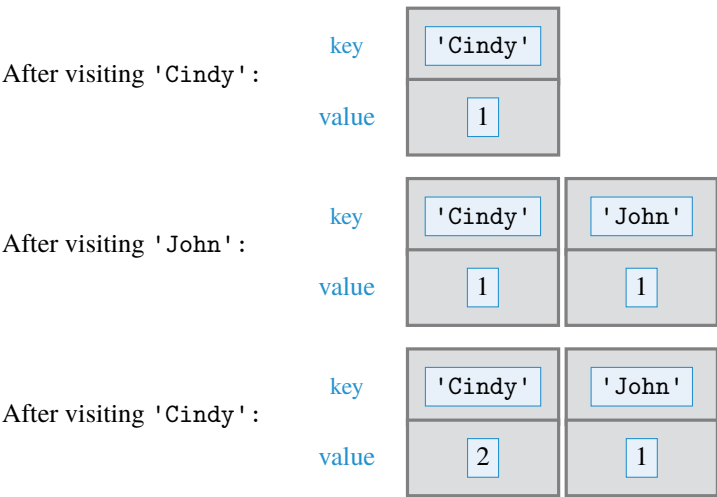 key 'Cindy'
After visiting 'Cindy':
value 1
key 'Cindy' 'John'
After visiting 'John':
value 1 1
key 'Cindy' 'John'
After visiting 'Cindy':
value 2 1